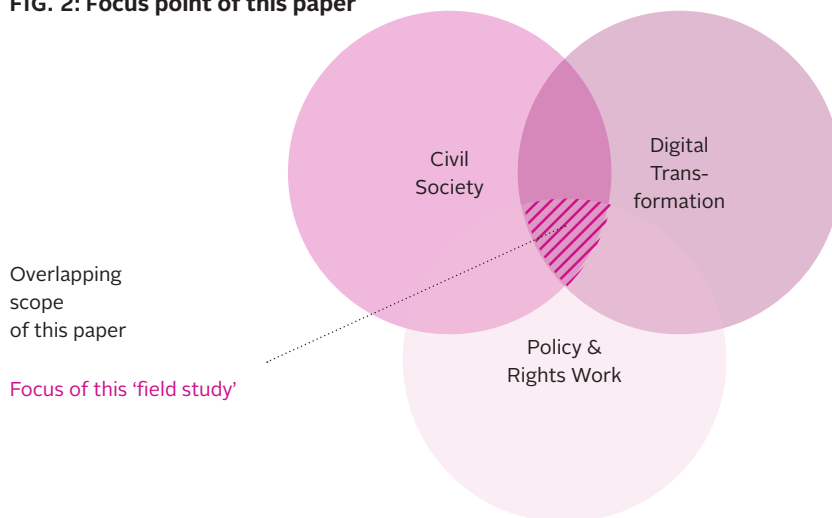 FIG. 2: Focus point of this paper
Civil
Society
Digital
Trans-
formation
Overlapping
scope
of this paper
Policy &
Rights Work
Focus of this ‘field study’